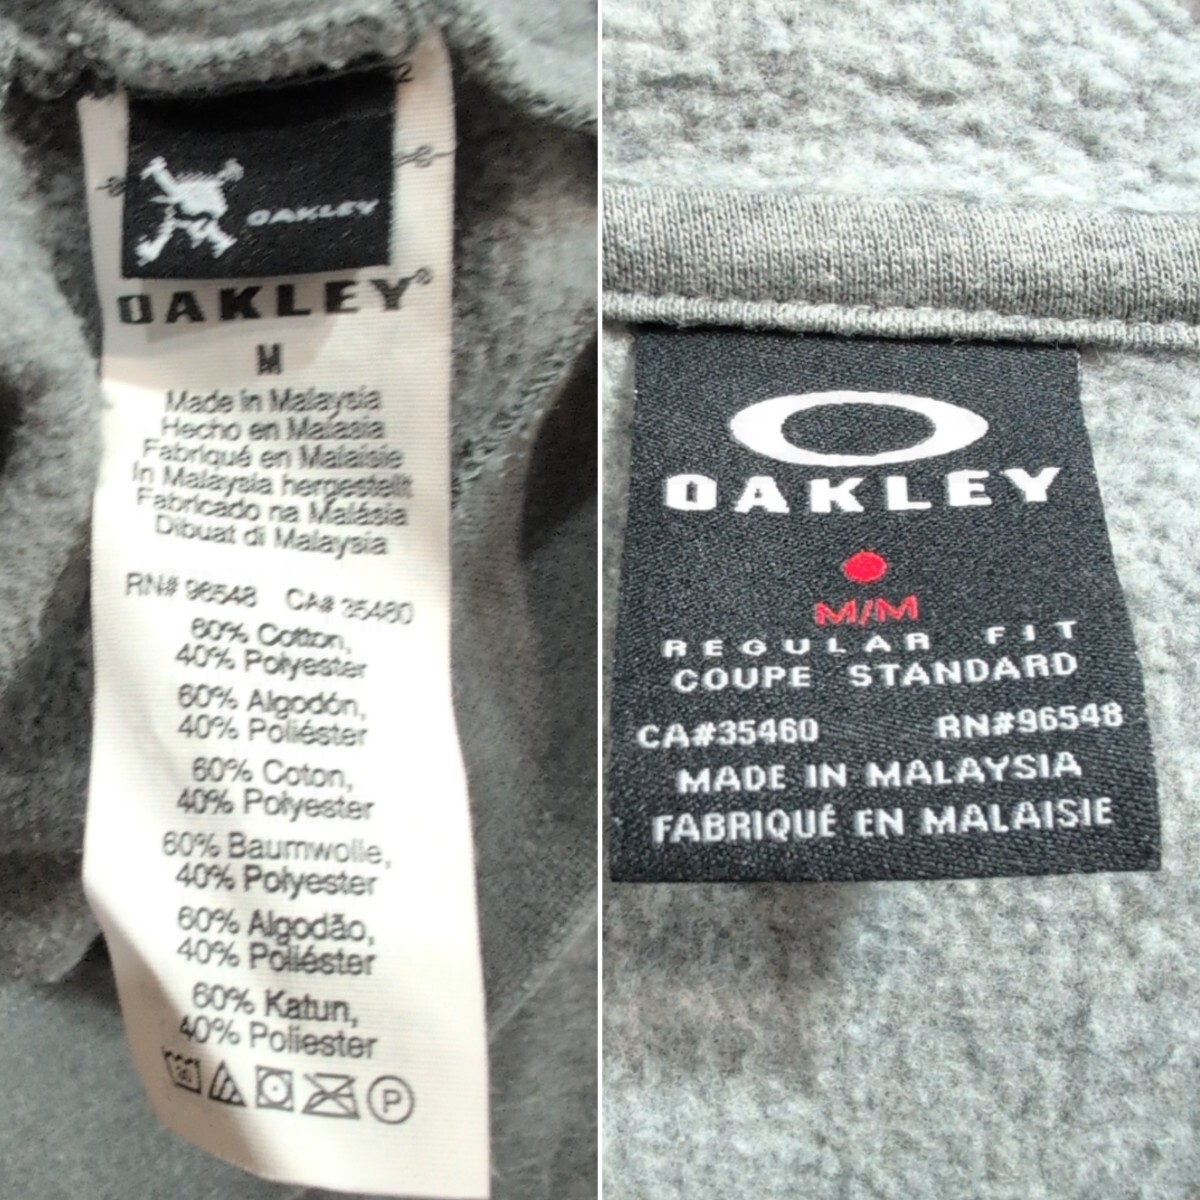 OAKLEY
OAKLEY®
M
Made in Malaysia
Hecho en Malasia
Fabriqué en Malaisie
In Malaysia hergestellt
Fabricado na Malásia
Dibuat di Malaysia
RN# 96548 CA# 35460
60% Cotton,
40% Polyester
60% Algodón,
40% Poliéster
60% Coton,
40% Polyester
60% Baumwolle,
40% Polyester
60% Algodão,
40% Poliéster
60% Katun,
40% Poliester
P
OAKLEY
M/M
REGULAR FIT
COUPE STANDARD
CA#35460 RN#96548
MADE IN MALAYSIA
FABRIQUÉ EN MALAISIE